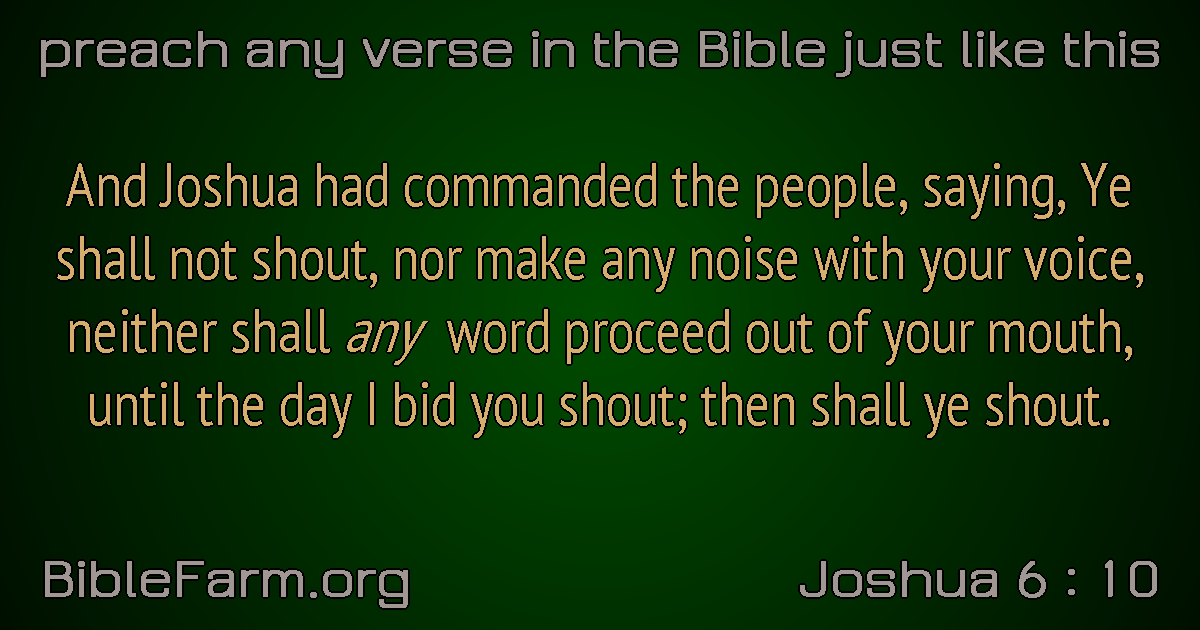 preach any verse in the Bible just like this
And Joshua had commanded the people, saying, Ye
shall not shout, nor make any noise with your voice,
neither shall any word proceed out of your mouth,
until the day I bid you shout; then shall ye shout.
BibleFarm.org
Joshua 6 : 10